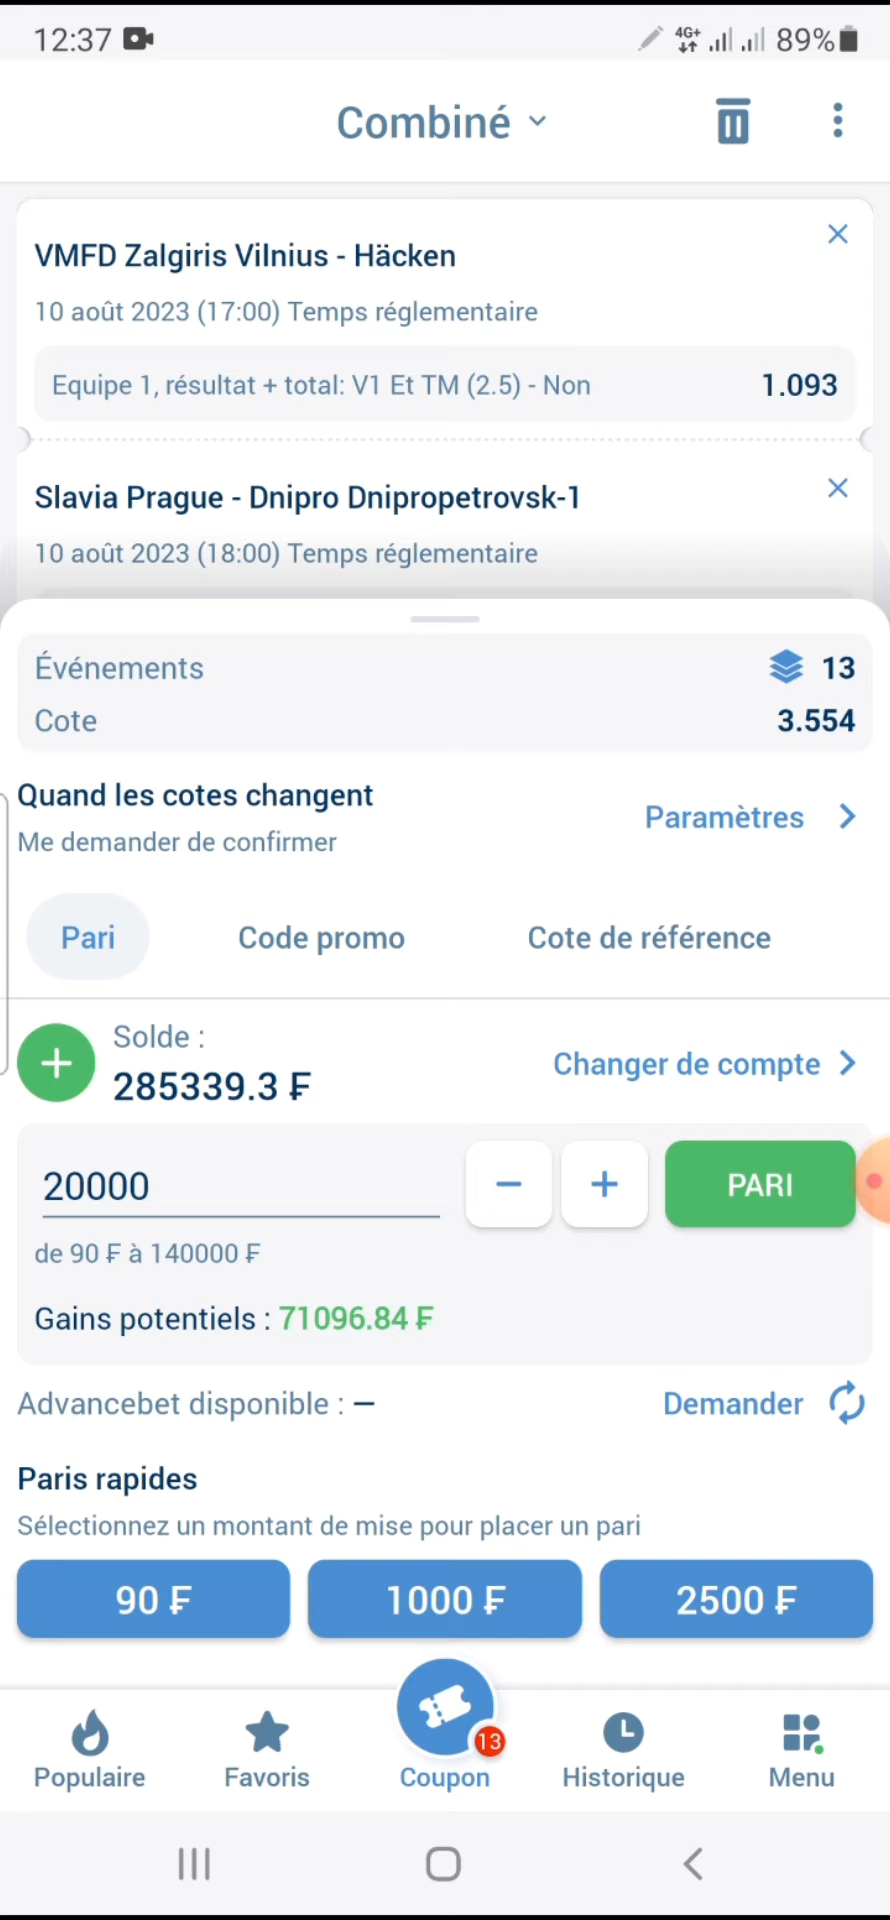 12:37
4G+
89%
Combiné
VMFD Zalgiris Vilnius - Häcken
10 août 2023 (17:00) Temps réglementaire
Equipe 1, résultat + total: V1 Et TM (2.5) - Non 1.093
Slavia Prague - Dnipro Dnipropetrovsk-1
10 août 2023 (18:00) Temps réglementaire
Événements 13
Cote 3.554
Quand les cotes changent
Me demander de confirmer
Paramètres
Pari Code promo Cote de référence
Solde :
285339.3 ₣
Changer de compte
20000
PARI
de 90 ₣ à 140000 ₣
Gains potentiels : 71096.84 ₣
Advancebet disponible : –
Demander
Paris rapides
Sélectionnez un montant de mise pour placer un pari
90 ₣ 1000 ₣ 2500 ₣
13
Populaire Favoris Coupon Historique Menu